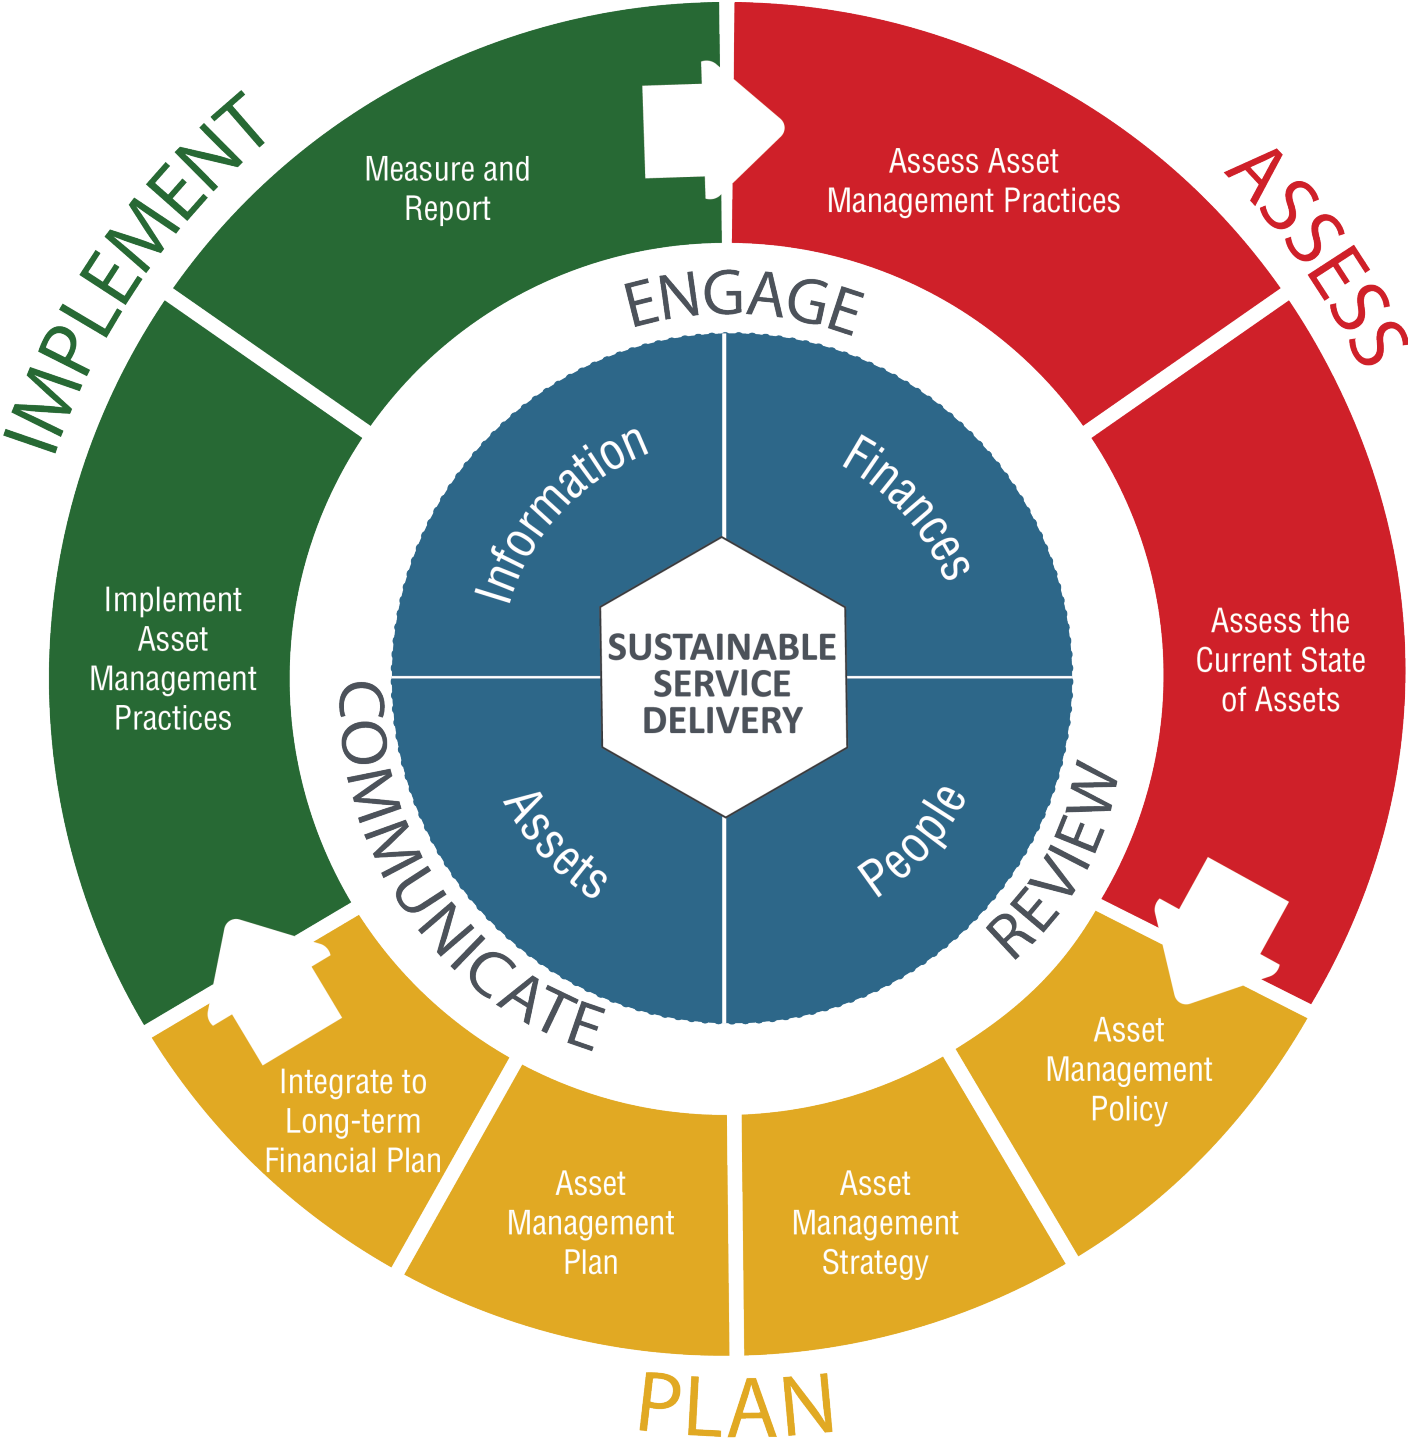 IMPLEMENT
ASSESS
Measure and
Report
Assess Asset
Management Practices
ENGAGE
Information
Finances
Implement
Asset
Management
Practices
SUSTAINABLE
SERVICE
DELIVERY
Assess the
Current State
of Assets
COMMUNICATE
REVIEW
Assets
People
Asset
Management
Policy
Integrate to
Long-term
Financial Plan
Asset
Management
Plan
Asset
Management
Strategy
PLAN